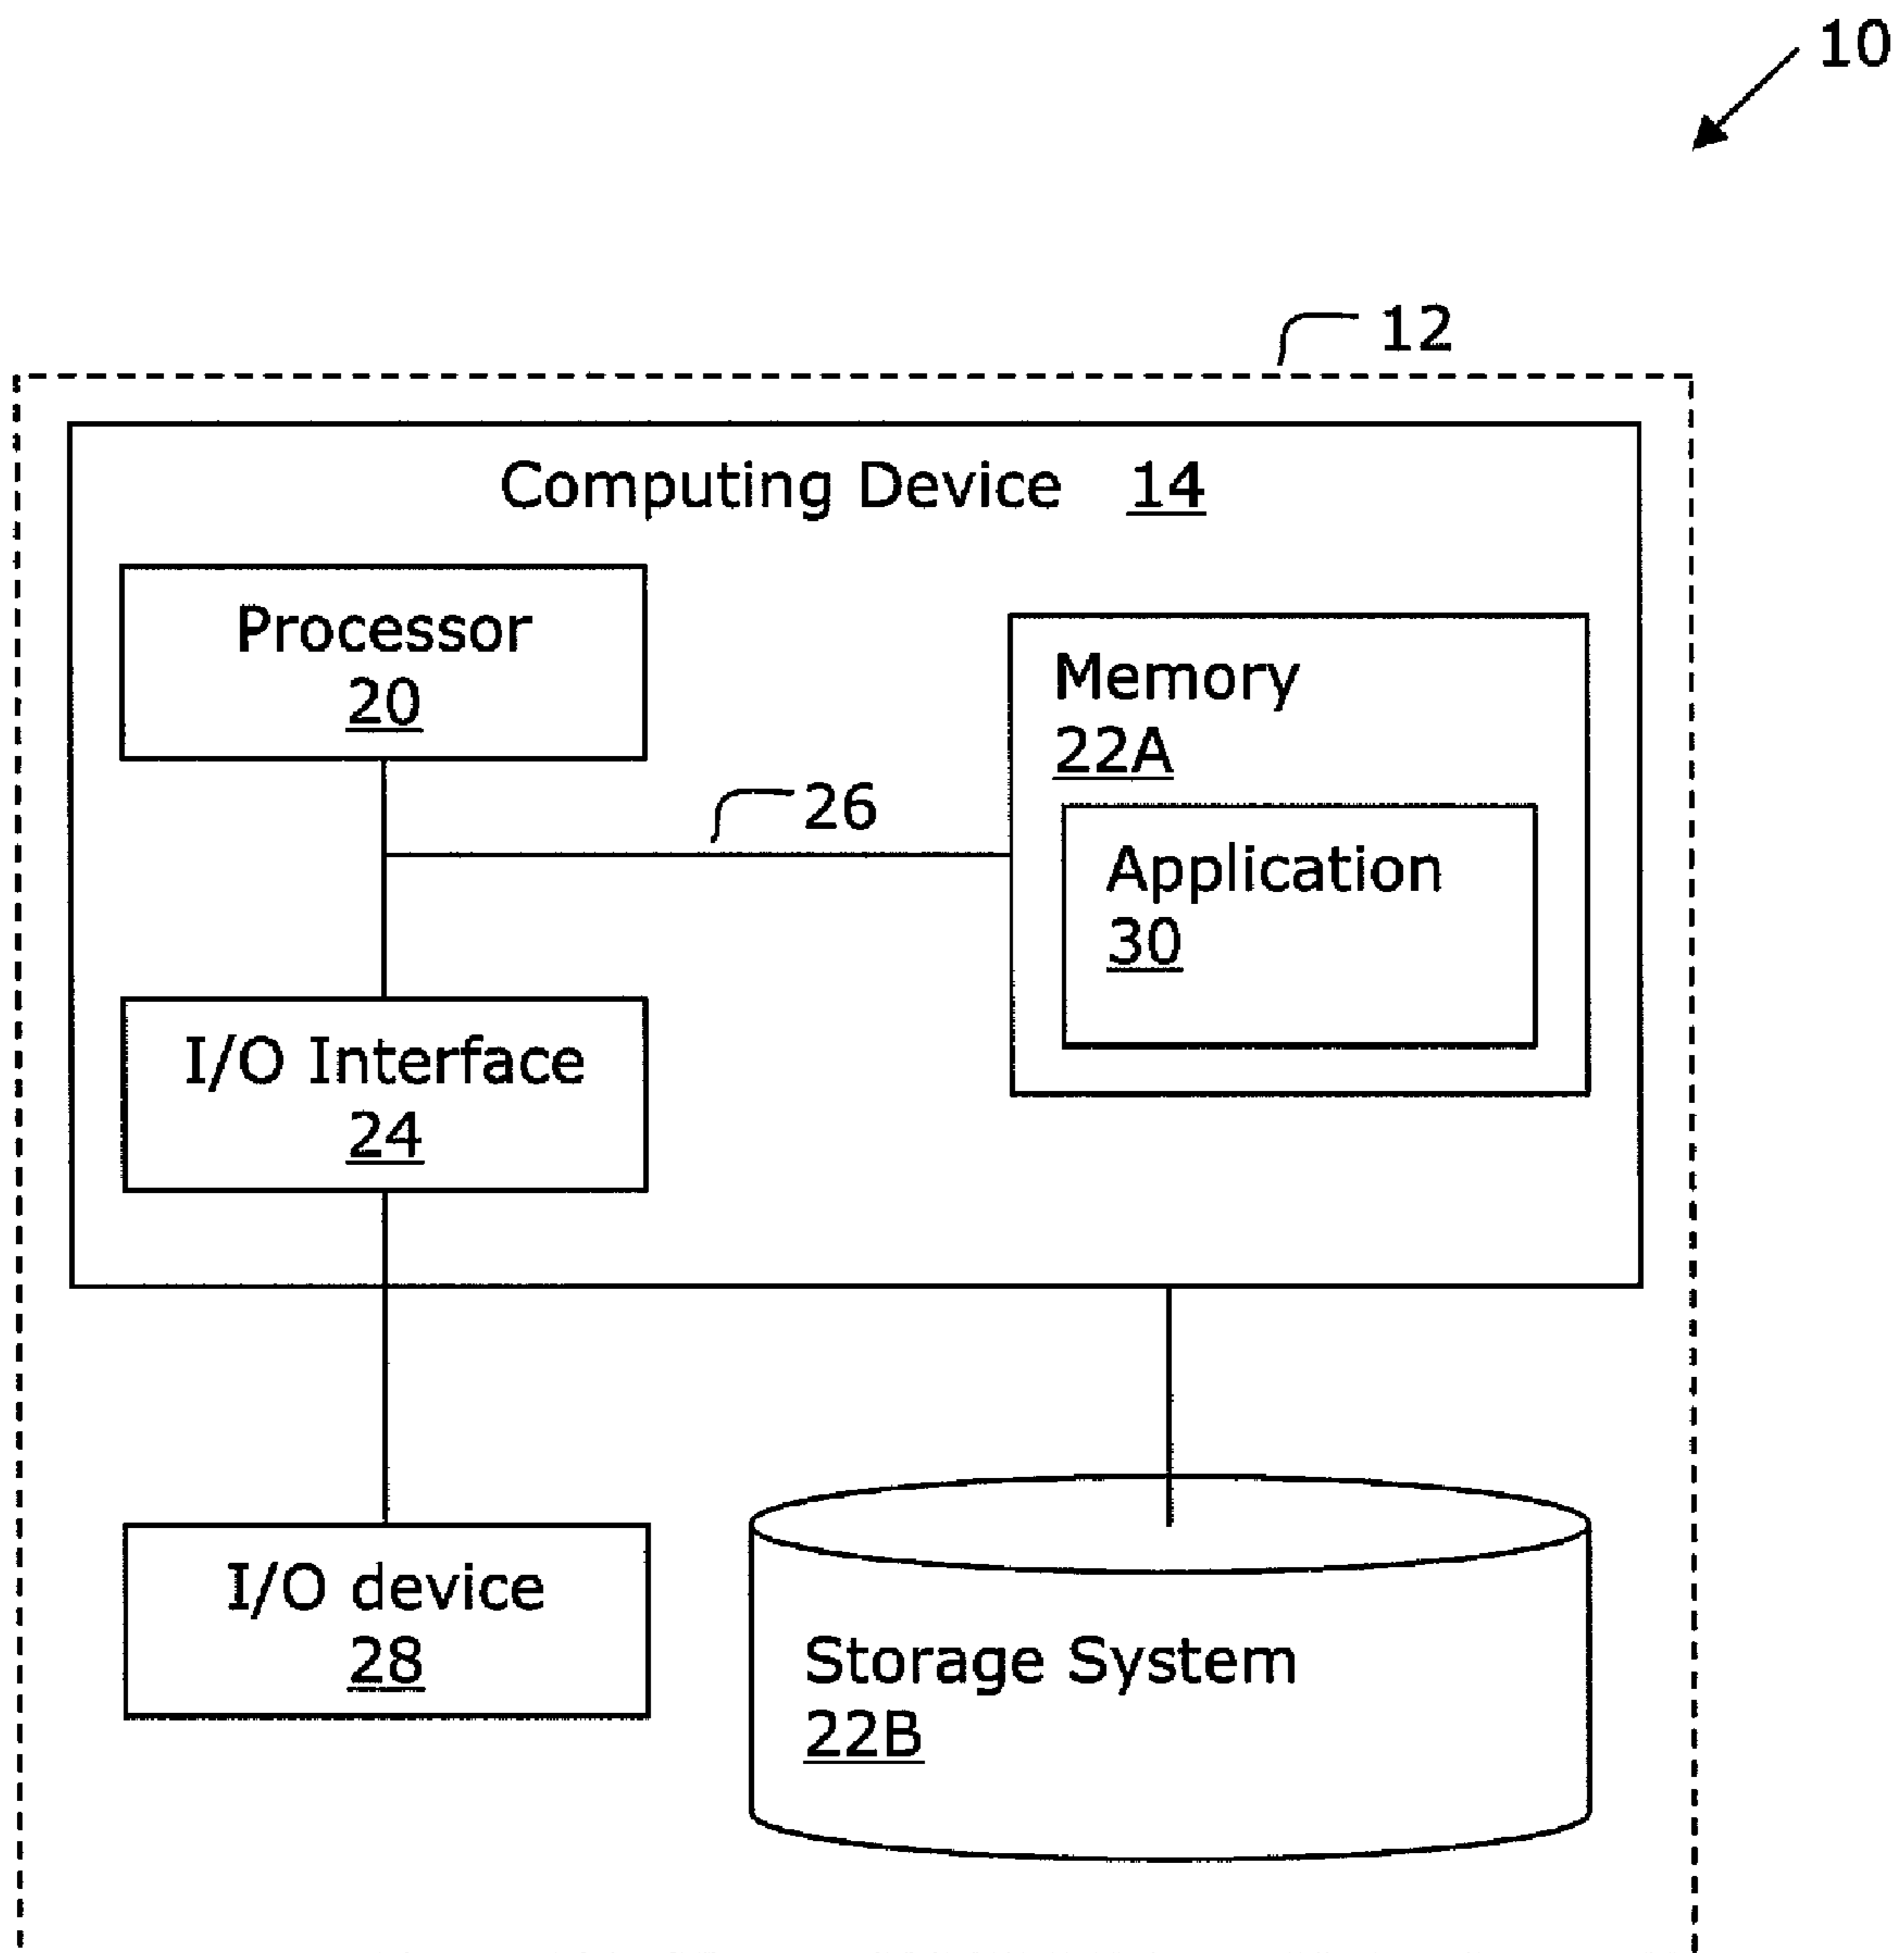 10
12
Computing Device 14
Processor
20
Memory
22A
26
Application
30
I/O Interface
24
I/O device
28
Storage System
22B